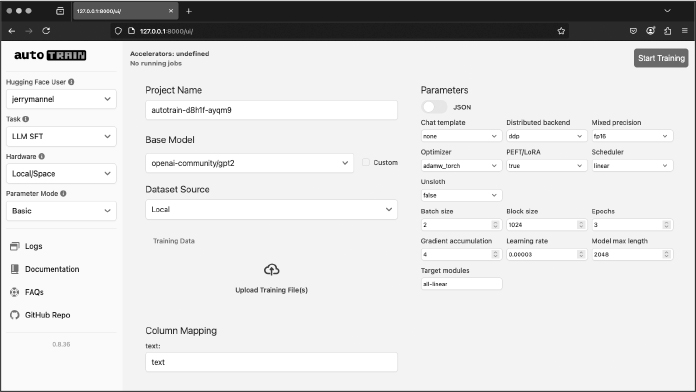 127.0.0.1:8000/ui/
127.0.0.1:8000/ui/
auto TRAIN
Hugging Face User
jerrymannel
Task
LLM SFT
Hardware
Local/Space
Parameter Mode
Basic
Logs
Documentation
FAQs
GitHub Repo
0.8.36
Accelerators: undefined
No running jobs
Start Training
Project Name
autotrain-d8h1f-ayqm9
Base Model
openai-community/gpt2
Custom
Dataset Source
Local
Training Data
Upload Training File(s)
Column Mapping
text:
text
Parameters
JSON
Chat template Distributed backend Mixed precision
none ddp fp16
Optimizer PEFT/LoRA Scheduler
adamw_torch true linear
Unsloth
false
Batch size Block size Epochs
2 1024 3
Gradient accumulation Learning rate Model max length
4 0.00003 2048
Target modules
all-linear